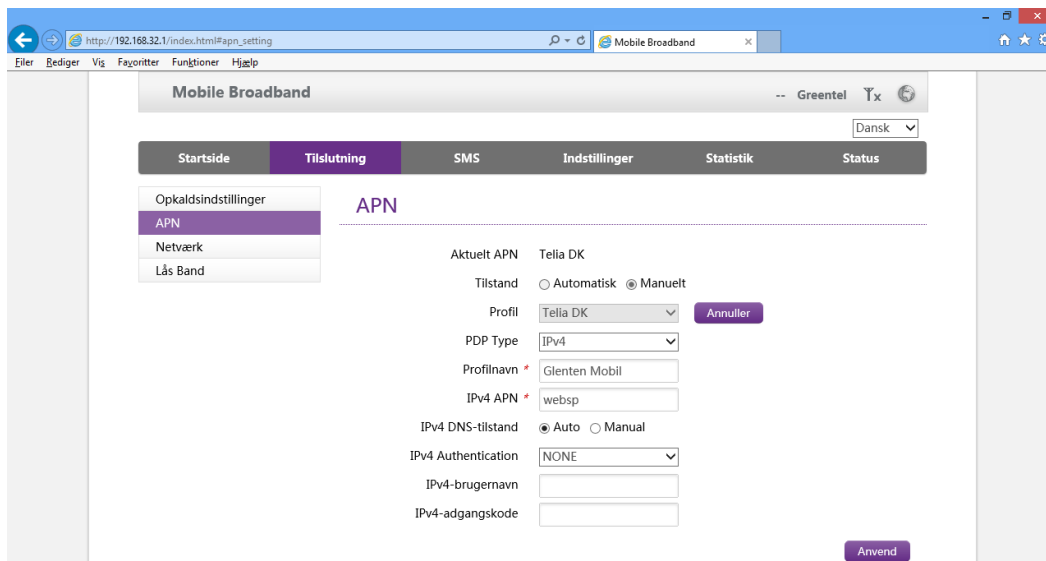 http://192.168.32.1/index.html#apn_setting
Mobile Broadband
Filer Rediger Vis Favoritter Funktioner Hjælp
Mobile Broadband
-- Greentel
Dansk
Startside Tilslutning SMS Indstillinger Statistik Status
Opkaldsindstillinger
APN
Netværk
Lås Band
APN
Aktuelt APN Telia DK
Tilstand Automatisk Manuelt
Profil Telia DK Annuller
PDP Type IPv4
Profilnavn * Glenten Mobil
IPv4 APN * websp
IPv4 DNS-tilstand Auto Manual
IPv4 Authentication NONE
IPv4-brugernavn
IPv4-adgangskode
Anvend